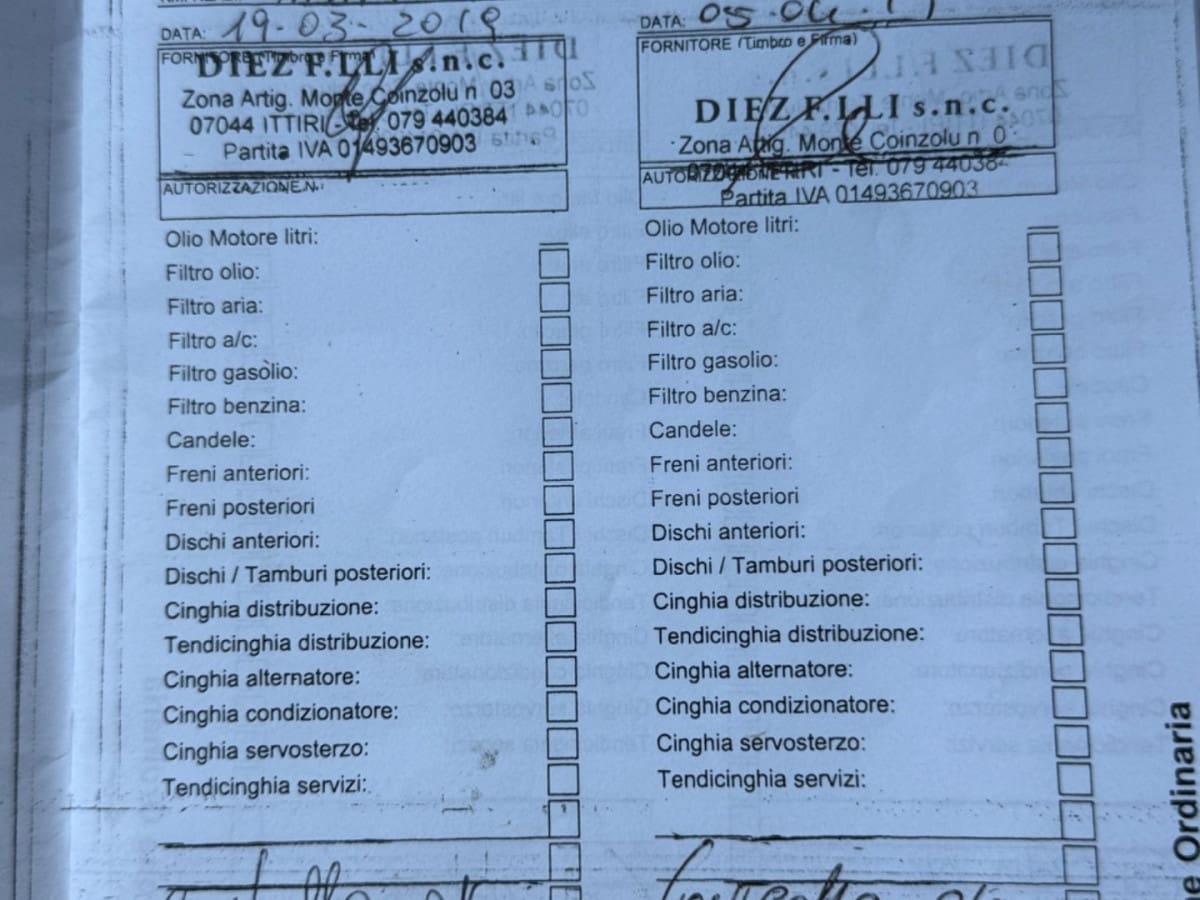 DATA: 19-03-2019
FORNITORE (Timbro e Firma)
DIEZ F.LLI s.n.c.
Zona Artig. Monte Coinzolu n 03
07044 ITTIRI - Tel. 079 440384
Partita IVA 01493670903
AUTORIZZAZIONE N.
Olio Motore litri:
Filtro olio:
Filtro aria:
Filtro a/c:
Filtro gasolio:
Filtro benzina:
Candele:
Freni anteriori:
Freni posteriori
Dischi anteriori:
Dischi / Tamburi posteriori:
Cinghia distribuzione:
Tendicinghia distribuzione:
Cinghia alternatore:
Cinghia condizionatore:
Cinghia servosterzo:
Tendicinghia servizi:
DATA:
FORNITORE (Timbro e Firma)
DIEZ F.LLI s.n.c.
Zona Artig. Monte Coinzolu n 0
- Tel. 079 440384
Partita IVA 01493670903
Olio Motore litri:
Filtro olio:
Filtro aria:
Filtro a/c:
Filtro gasolio:
Filtro benzina:
Candele:
Freni anteriori:
Freni posteriori
Dischi anteriori:
Dischi / Tamburi posteriori:
Cinghia distribuzione:
Tendicinghia distribuzione:
Cinghia alternatore:
Cinghia condizionatore:
Cinghia servosterzo:
Tendicinghia servizi:
Ordinaria